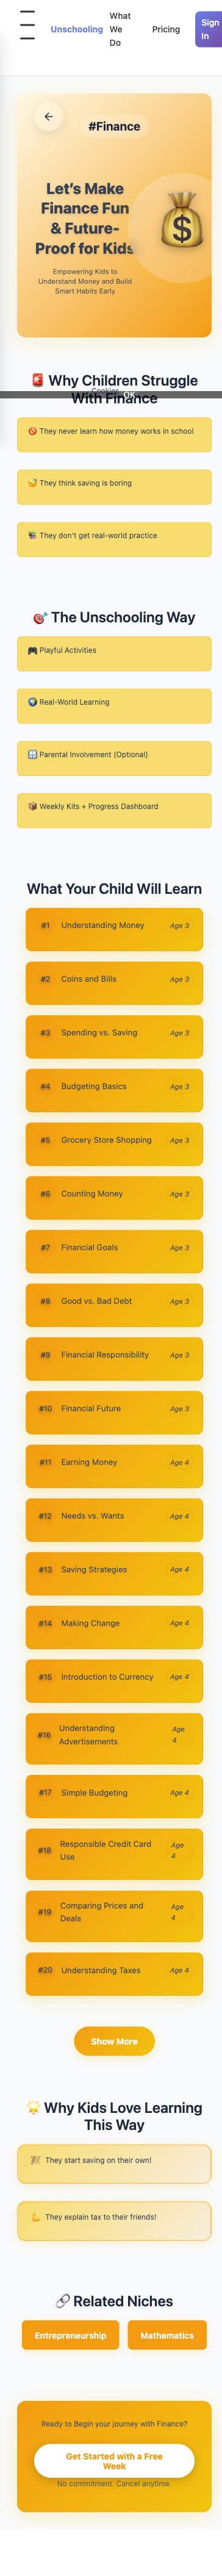 Unschooling
What
We
Do
Pricing
Sign
In
#Finance
Let's Make
Finance Fun
& Future-
Proof for Kids
Empowering Kids to
Understand Money and Build
Smart Habits Early
Why Children Struggle
With Finance
Cookies
OK
They never learn how money works in school
They think saving is boring
They don't get real-world practice
The Unschooling Way
Playful Activities
Real-World Learning
Parental Involvement (Optional)
Weekly Kits + Progress Dashboard
What Your Child Will Learn
#1 Understanding Money Age 3
#2 Coins and Bills Age 3
#3 Spending vs. Saving Age 3
#4 Budgeting Basics Age 3
#5 Grocery Store Shopping Age 3
#6 Counting Money Age 3
#7 Financial Goals Age 3
#8 Good vs. Bad Debt Age 3
#9 Financial Responsibility Age 3
#10 Financial Future Age 3
#11 Earning Money Age 4
#12 Needs vs. Wants Age 4
#13 Saving Strategies Age 4
#14 Making Change Age 4
#15 Introduction to Currency Age 4
#16 Understanding Age
Advertisements 4
#17 Simple Budgeting Age 4
#18 Responsible Credit Card Age
Use 4
#19 Comparing Prices and Age
Deals 4
#20 Understanding Taxes Age 4
Show More
Why Kids Love Learning
This Way
They start saving on their own!
They explain tax to their friends!
Related Niches
Entrepreneurship
Mathematics
Ready to Begin your journey with Finance?
Get Started with a Free
Week
No commitment. Cancel anytime.